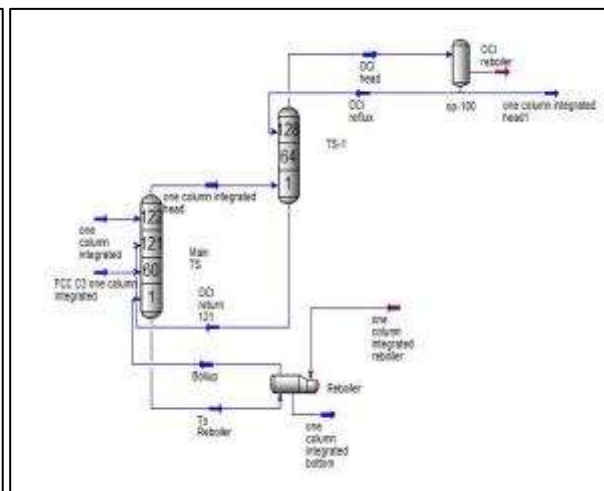 OCI
head
OCI
reboiler
OCI
reflux
sp-100
one column integrated
head1
128
64
1
TS-1
one column integrated
head
122
121
60
1
one
column
integrated
Main
TS
FCC C3 one column
integrated
OCI
return
121
one
column
integrated
reboiler
Boilup
Reboiler
To
Reboiler
one
column
integrated
bottom